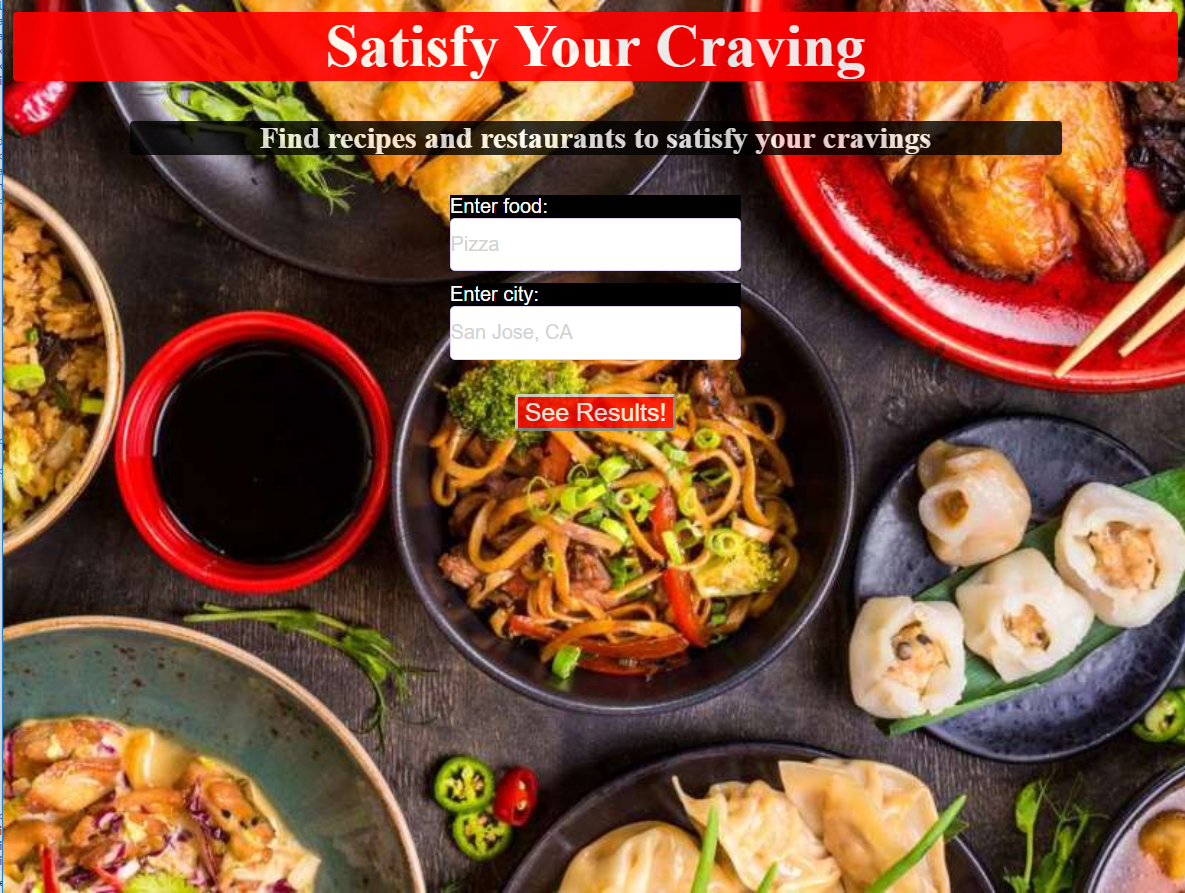 Satisfy Your Craving
Find recipes and restaurants to satisfy your cravings
Enter food:
Pizza
Enter city:
San Jose, CA
See Results!